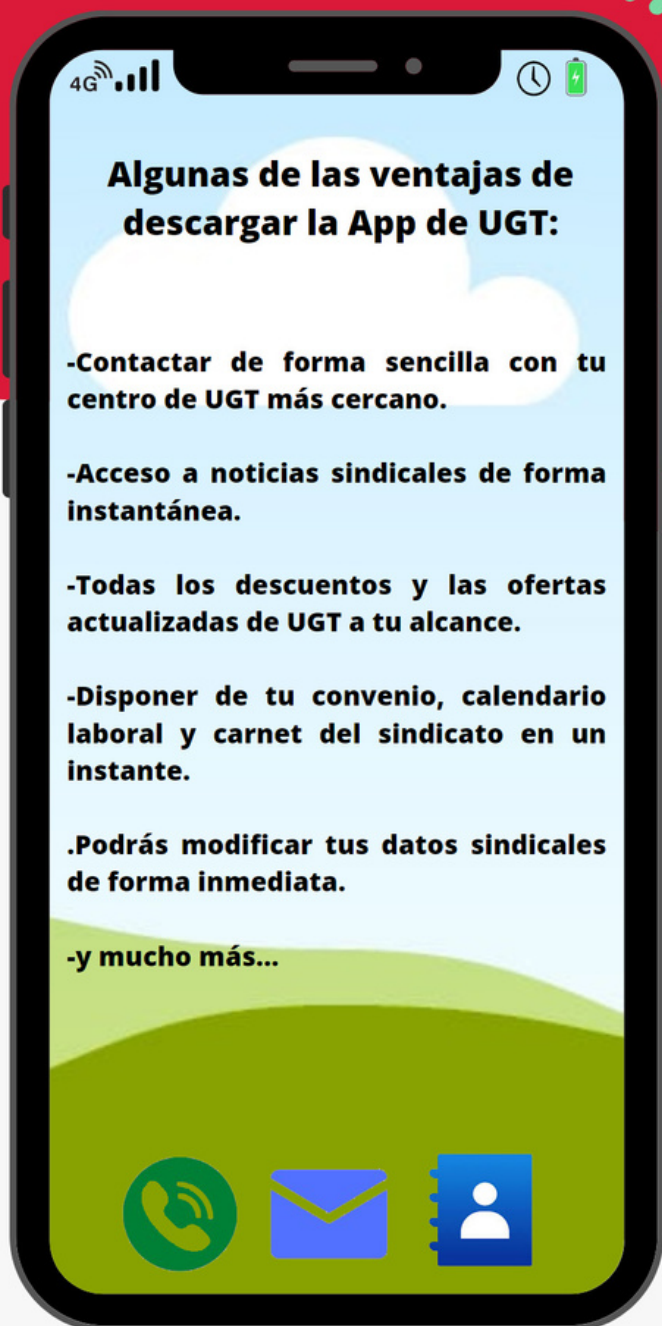 4G
Algunas de las ventajas de
descargar la App de UGT:
-Contactar de forma sencilla con tu
centro de UGT más cercano.
-Acceso a noticias sindicales de forma
instantánea.
-Todas los descuentos y las ofertas
actualizadas de UGT a tu alcance.
-Disponer de tu convenio, calendario
laboral y carnet del sindicato en un
instante.
.Podrás modificar tus datos sindicales
de forma inmediata.
-y mucho más...